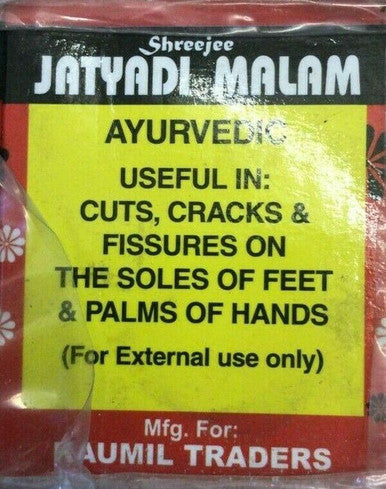 Shreejee
JATYADI MALAM
AYURVEDIC
USEFUL IN:
CUTS, CRACKS &
FISSURES ON
THE SOLES OF FEET
& PALMS OF HANDS
(For External use only)
Mfg. For:
KAUMIL TRADERS